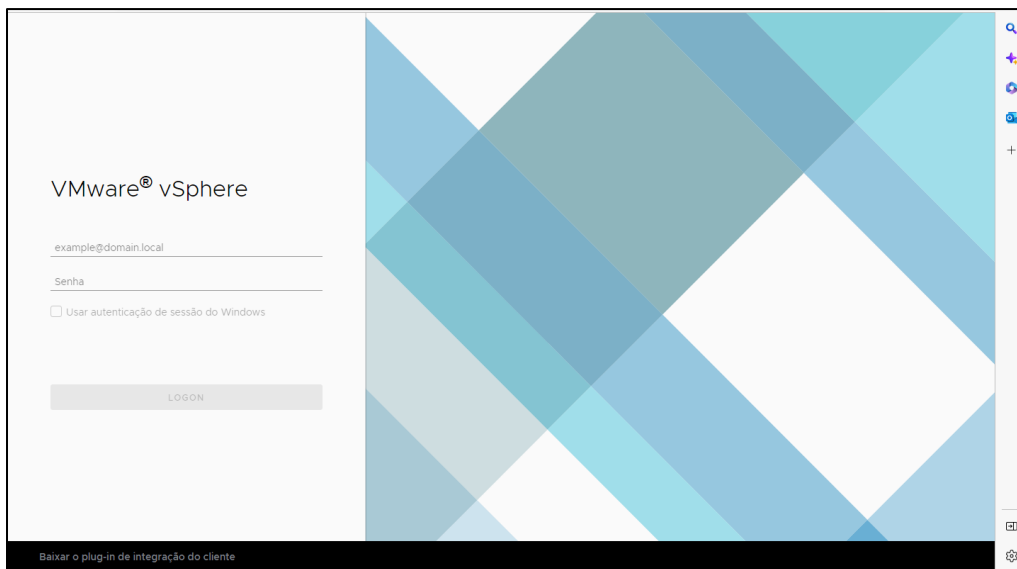 VMware® vSphere
example@domain.local
Senha
Usar autenticação de sessão do Windows
LOGON
Baixar o plug-in de integração do cliente